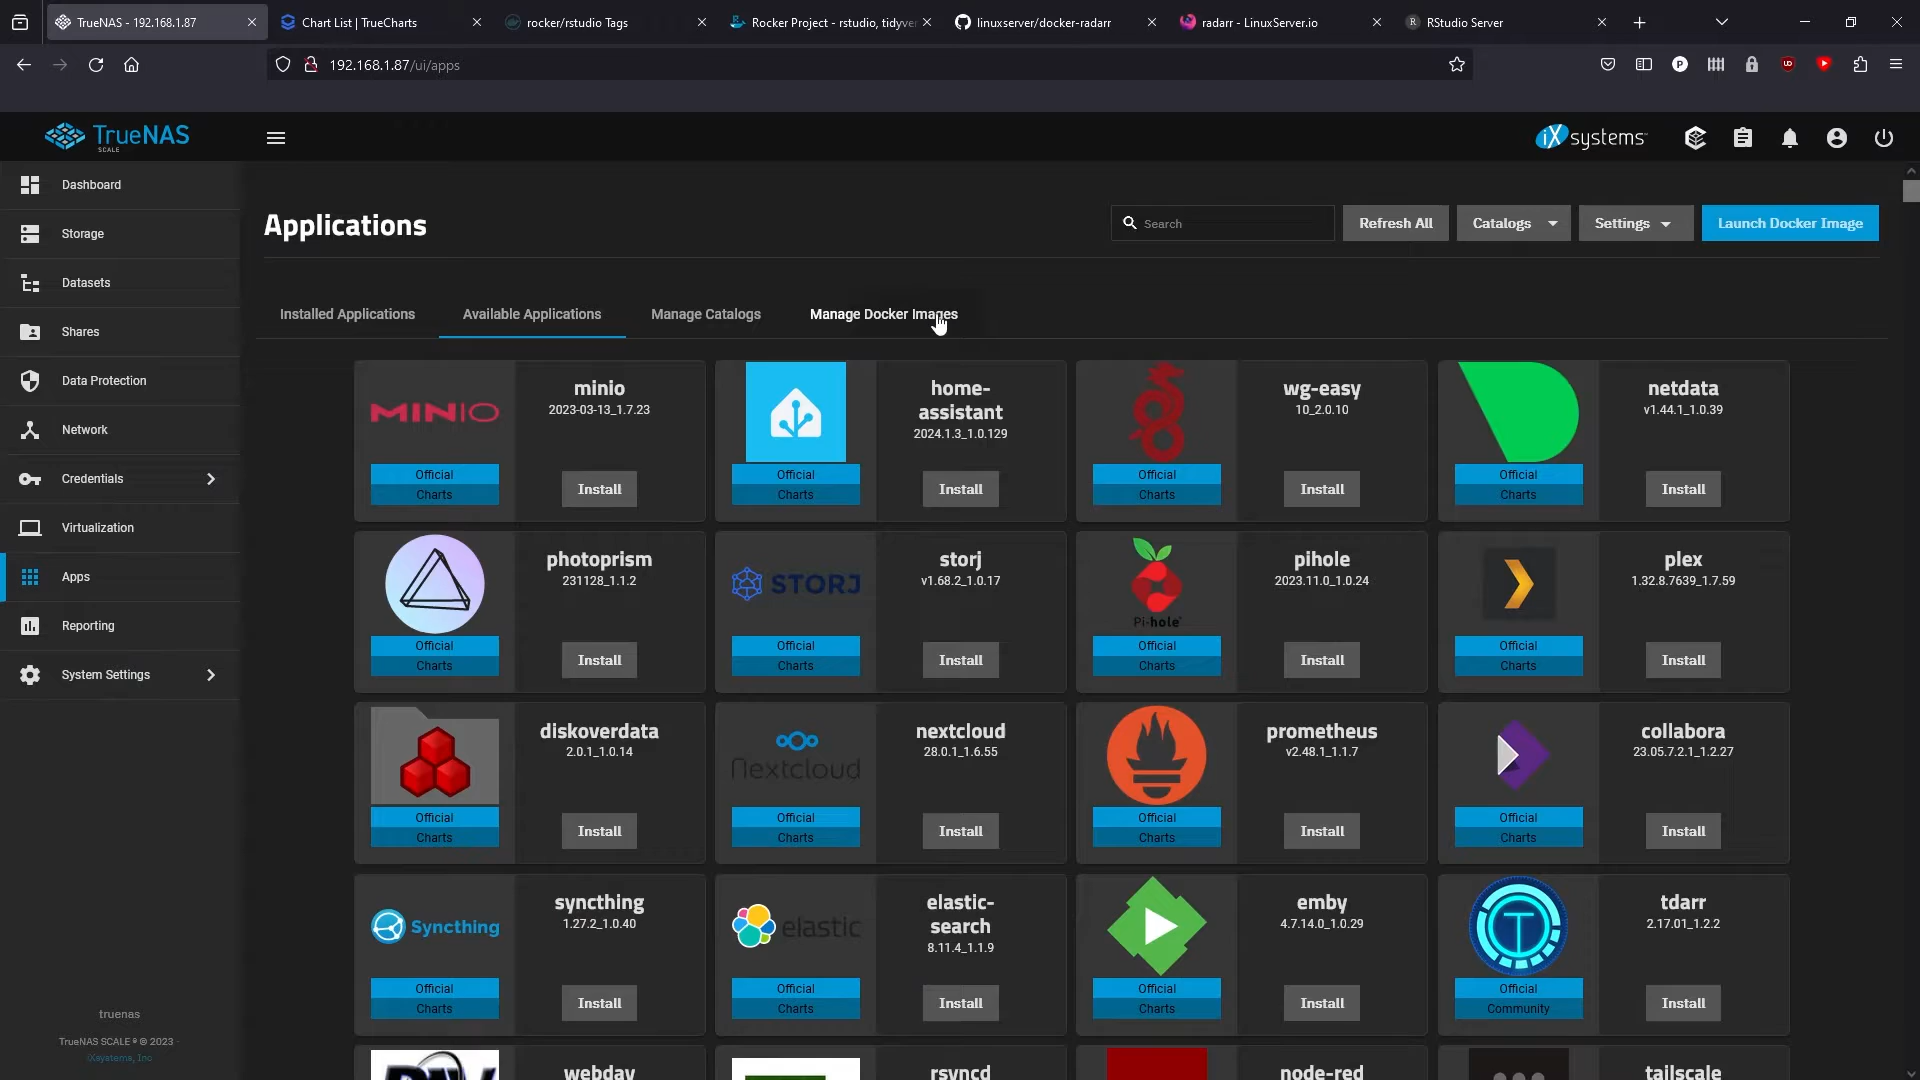 TrueNAS - 192.168.1.87
Chart List | TrueCharts
rocker/rstudio Tags
Rocker Project - rstudio, tidyver
linuxserver/docker-radarr
radarr - LinuxServer.io
RStudio Server
192.168.1.87/ui/apps
TrueNAS
SCALE
iXsystems
Dashboard
Storage
Datasets
Shares
Data Protection
Network
Credentials
Virtualization
Apps
Reporting
System Settings
truenas
TrueNAS SCALE ® © 2023 -
iXsystems, Inc
Applications
Search
Refresh All
Catalogs
Settings
Launch Docker Image
Installed Applications
Available Applications
Manage Catalogs
Manage Docker Images
MINIO
Official
Charts
minio
2023-03-13_1.7.23
Install
Official
Charts
home-
assistant
2024.1.3_1.0.129
Install
Official
Charts
wg-easy
10_2.0.10
Install
Official
Charts
netdata
v1.44.1_1.0.39
Install
Official
Charts
photoprism
231128_1.1.2
Install
STORJ
Official
Charts
storj
v1.68.2_1.0.17
Install
Pi-hole
Official
Charts
pihole
2023.11.0_1.0.24
Install
Official
Charts
plex
1.32.8.7639_1.7.59
Install
Official
Charts
diskoverdata
2.0.1_1.0.14
Install
Nextcloud
Official
Charts
nextcloud
28.0.1_1.6.55
Install
Official
Charts
prometheus
v2.48.1_1.1.7
Install
Official
Charts
collabora
23.05.7.2.1_1.2.27
Install
Syncthing
Official
Charts
syncthing
1.27.2_1.0.40
Install
elastic
Official
Charts
elastic-
search
8.11.4_1.1.9
Install
Official
Charts
emby
4.7.14.0_1.0.29
Install
T
Official
Community
tdarr
2.17.01_1.2.2
Install
webdav
rsyncd
node-red
tailscale